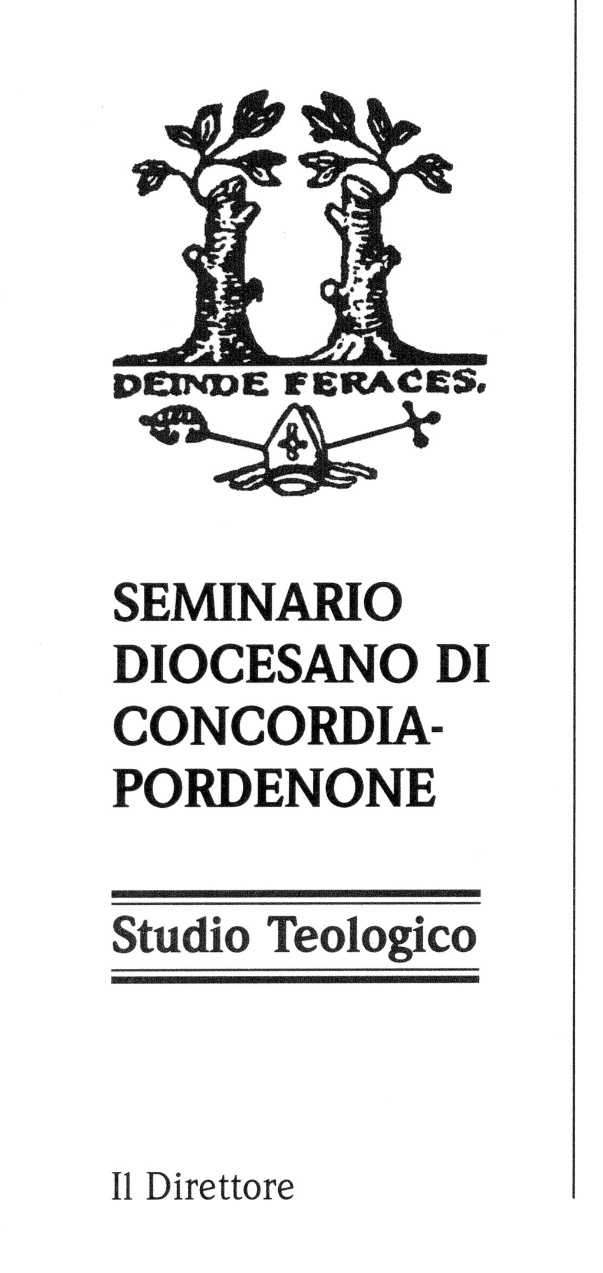 DEINDE FERACES.
SEMINARIO
DIOCESANO DI
CONCORDIA-
PORDENONE
Studio Teologico
Il Direttore